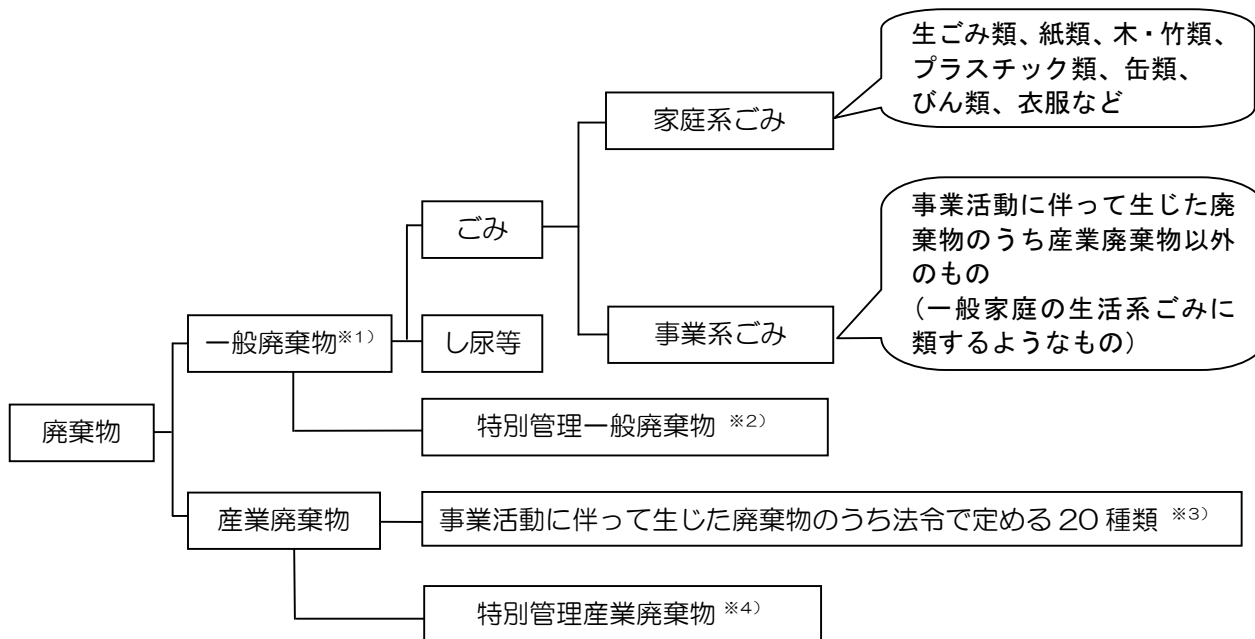 生ごみ類、紙類、木・竹類、
プラスチック類、缶類、
びん類、衣服など
家庭系ごみ
事業活動に伴って生じた廃
棄物のうち産業廃棄物以外
のもの
（一般家庭の生活系ごみに
類するようなもの）
ごみ
事業系ごみ
一般廃棄物※1）
し尿等
特別管理一般廃棄物 ※2）
廃棄物
産業廃棄物
事業活動に伴って生じた廃棄物のうち法令で定める 20 種類 ※3）
特別管理産業廃棄物 ※4）